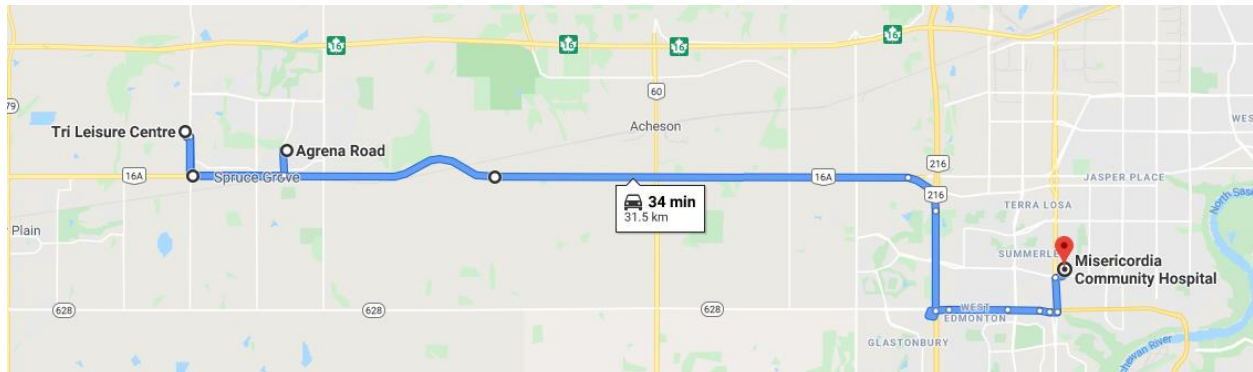 16
16
16
16
79
60
Tri Leisure Centre
Acheson
Agrena Road
216
16A
Spruce Grove
16A
JASPER PLACE
216
34 min
31.5 km
TERRA LOSA
Plain
SUMMERLE
Misericordia
Community Hospital
628
628
628
WEST
EDMONTON
GLASTONBURY
North Sas
chewan River
WES